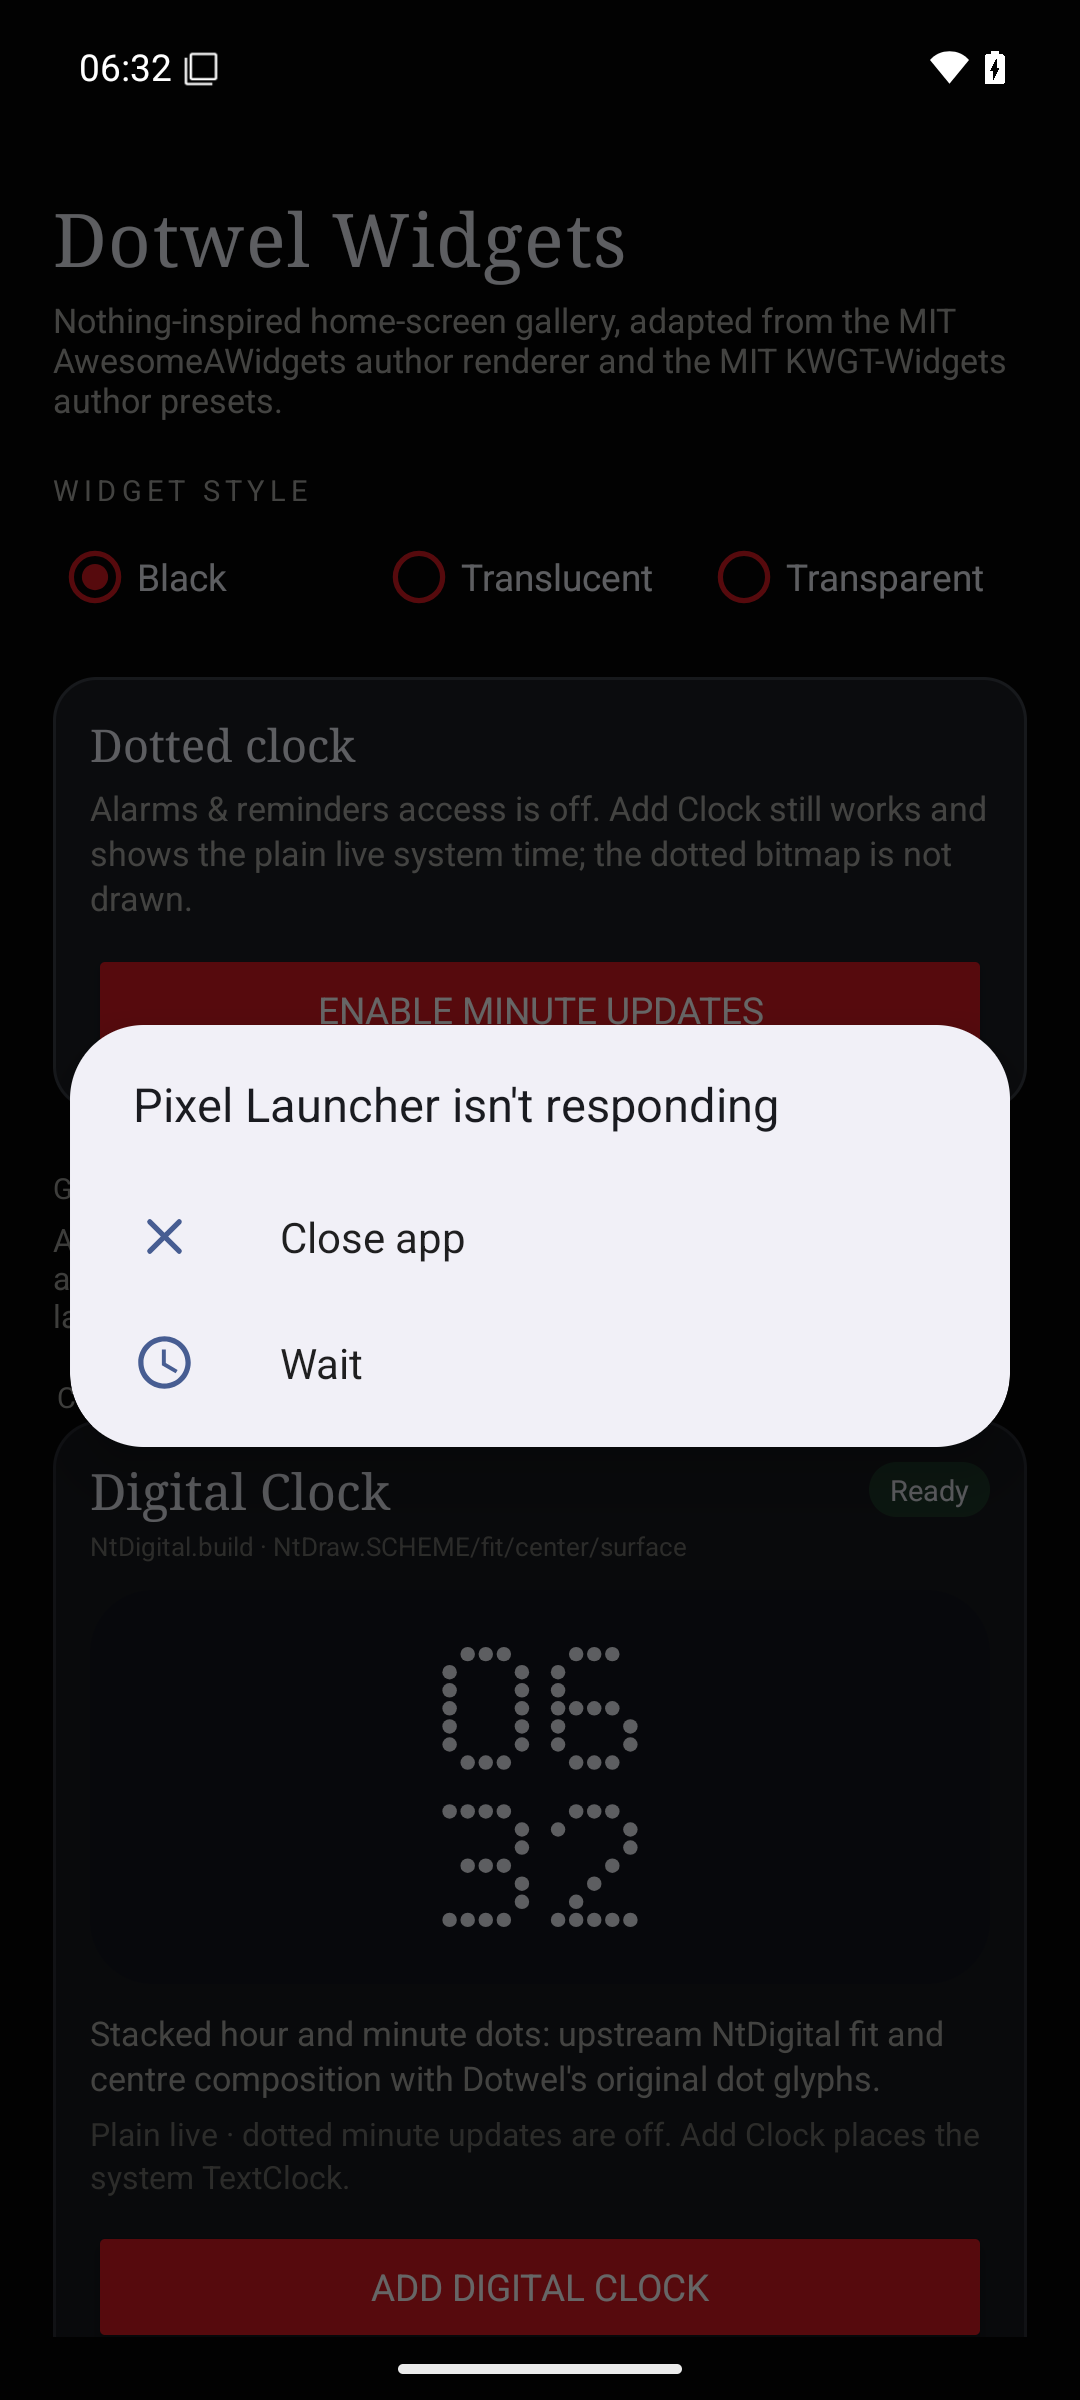 06:32
Dotwel Widgets
Nothing-inspired home-screen gallery, adapted from the MIT
AwesomeAWidgets author renderer and the MIT KWGT-Widgets
author presets.
WIDGET STYLE
Black
Translucent
Transparent
Dotted clock
Alarms & reminders access is off. Add Clock still works and
shows the plain live system time; the dotted bitmap is not
drawn.
ENABLE MINUTE UPDATES
Pixel Launcher isn't responding
Close app
Wait
Digital Clock
Ready
NtDigital.build · NtDraw.SCHEME/fit/center/surface
06
32
Stacked hour and minute dots: upstream NtDigital fit and
centre composition with Dotwel's original dot glyphs.
Plain live · dotted minute updates are off. Add Clock places the
system TextClock.
ADD DIGITAL CLOCK